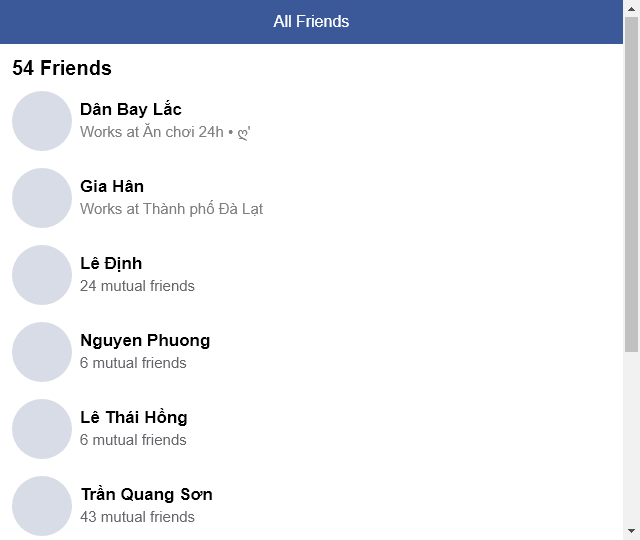 All Friends
54 Friends
Dân Bay Lắc
Works at Ăn chơi 24h • ღ'
Gia Hân
Works at Thành phố Đà Lạt
Lê Định
24 mutual friends
Nguyen Phuong
6 mutual friends
Lê Thái Hồng
6 mutual friends
Trần Quang Sơn
43 mutual friends